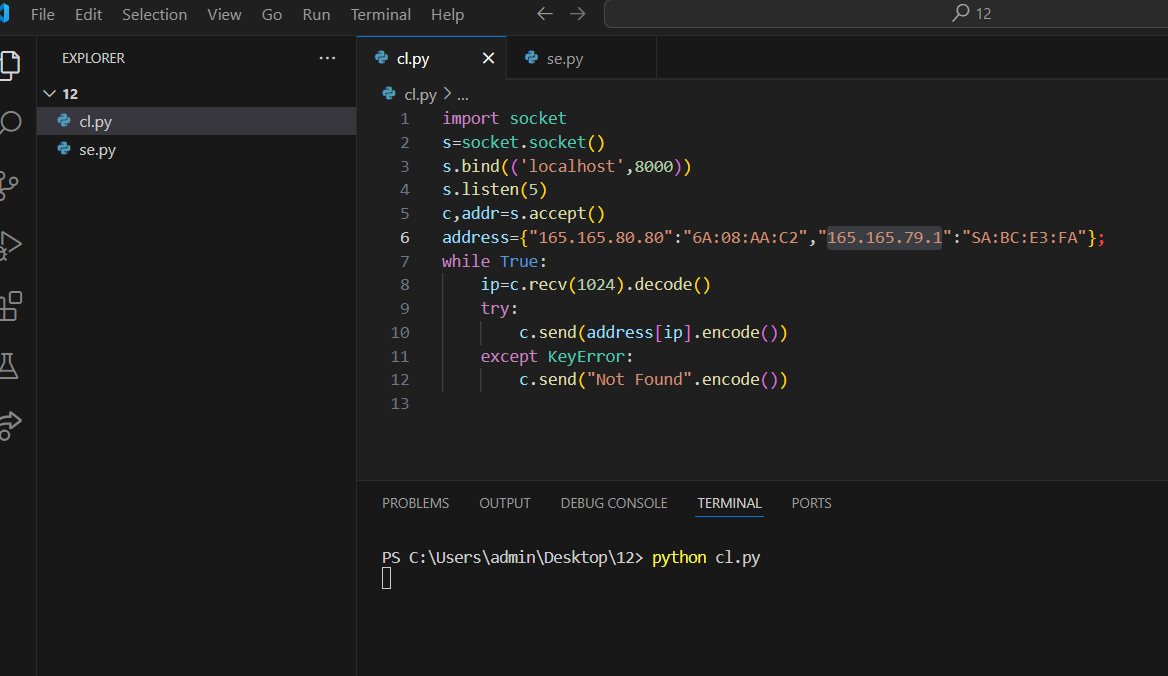 File Edit Selection View Go Run Terminal Help
12
EXPLORER
12
cl.py
se.py
cl.py se.py
cl.py > ...
1 import socket
2 s=socket.socket()
3 s.bind(('localhost',8000))
4 s.listen(5)
5 c,addr=s.accept()
6 address={"165.165.80.80":"6A:08:AA:C2","165.165.79.1":"SA:BC:E3:FA"};
7 while True:
8 ip=c.recv(1024).decode()
9 try:
10 c.send(address[ip].encode())
11 except KeyError:
12 c.send("Not Found".encode())
13
PROBLEMS OUTPUT DEBUG CONSOLE TERMINAL PORTS
PS C:\Users\admin\Desktop\12> python cl.py